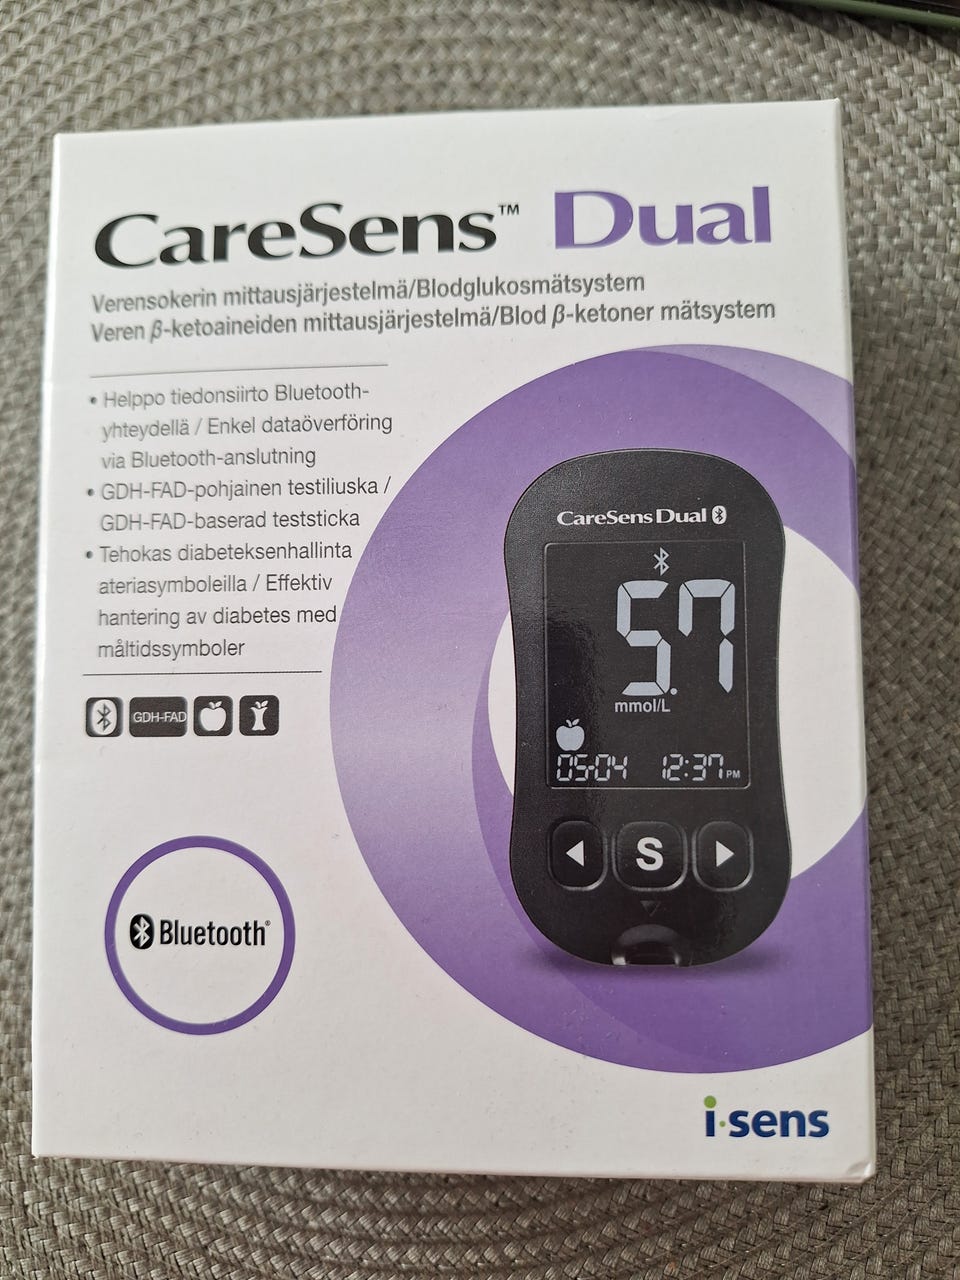 CareSens™ Dual
Verensokerin mittausjärjestelmä/Blodglukosmätsystem
Veren β-ketoaineiden mittausjärjestelmä/Blod β-ketoner mätsystem
• Helppo tiedonsiirto Bluetooth-
yhteydellä / Enkel dataöverföring
via Bluetooth-anslutning
• GDH-FAD-pohjainen testiliuska /
GDH-FAD-baserad teststicka
• Tehokas diabeteksenhallinta
ateriasymboleilla / Effektiv
hantering av diabetes med
måltidssymboler
GDH-FAD
CareSens Dual
5.7
mmol/L
05-04 12:37 PM
S
Bluetooth®
i·sens